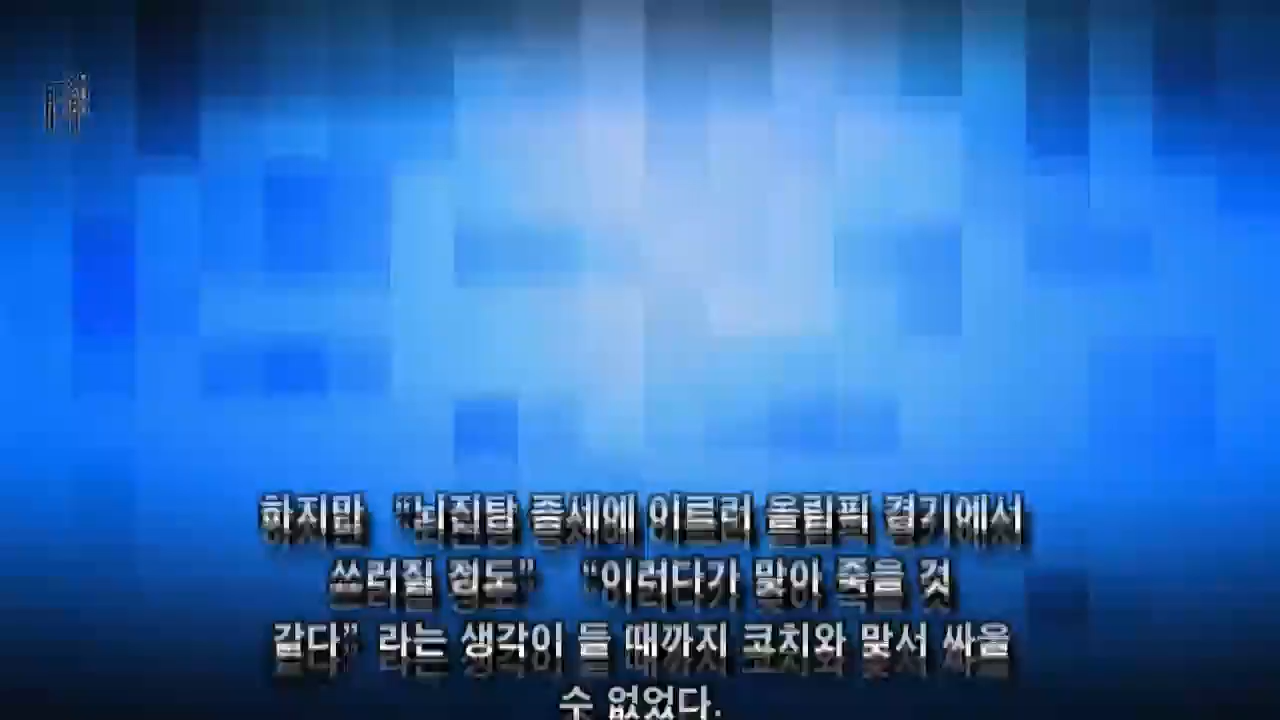 하지만 “뇌진탕 증세에 이르러 올림픽 경기에서
쓰러질 정도” “이러다가 맞아 죽을 것
같다” 라는 생각이 들 때까지 코치와 맞서 싸울
수 없었다.